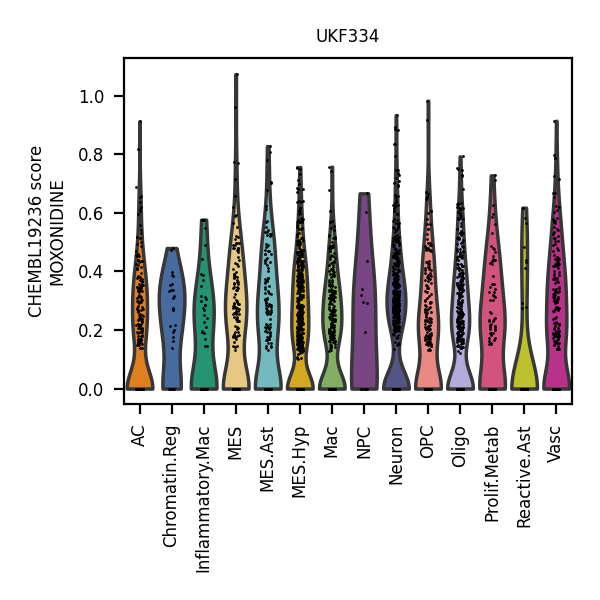 UKF334
CHEMBL19236 score
MOXONIDINE
1.0
0.8
0.6
0.4
0.2
0.0
AC
Chromatin.Reg
Inflammatory.Mac
MES
MES.Ast
MES.Hyp
Mac
NPC
Neuron
OPC
Oligo
Prolif.Metab
Reactive.Ast
Vasc